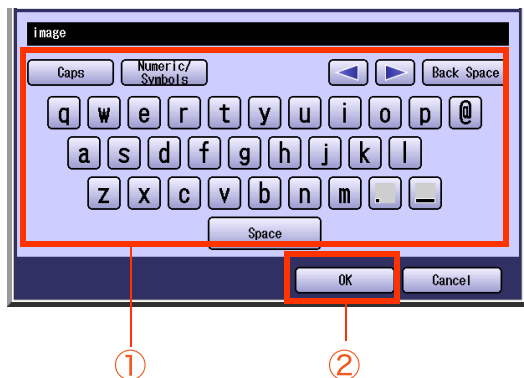 image
Caps Numeric/ Symbols Back Space
q w e r t y u i o p @
a s d f g h j k l
z x c v b n m . _
Space
OK Cancel
① ②